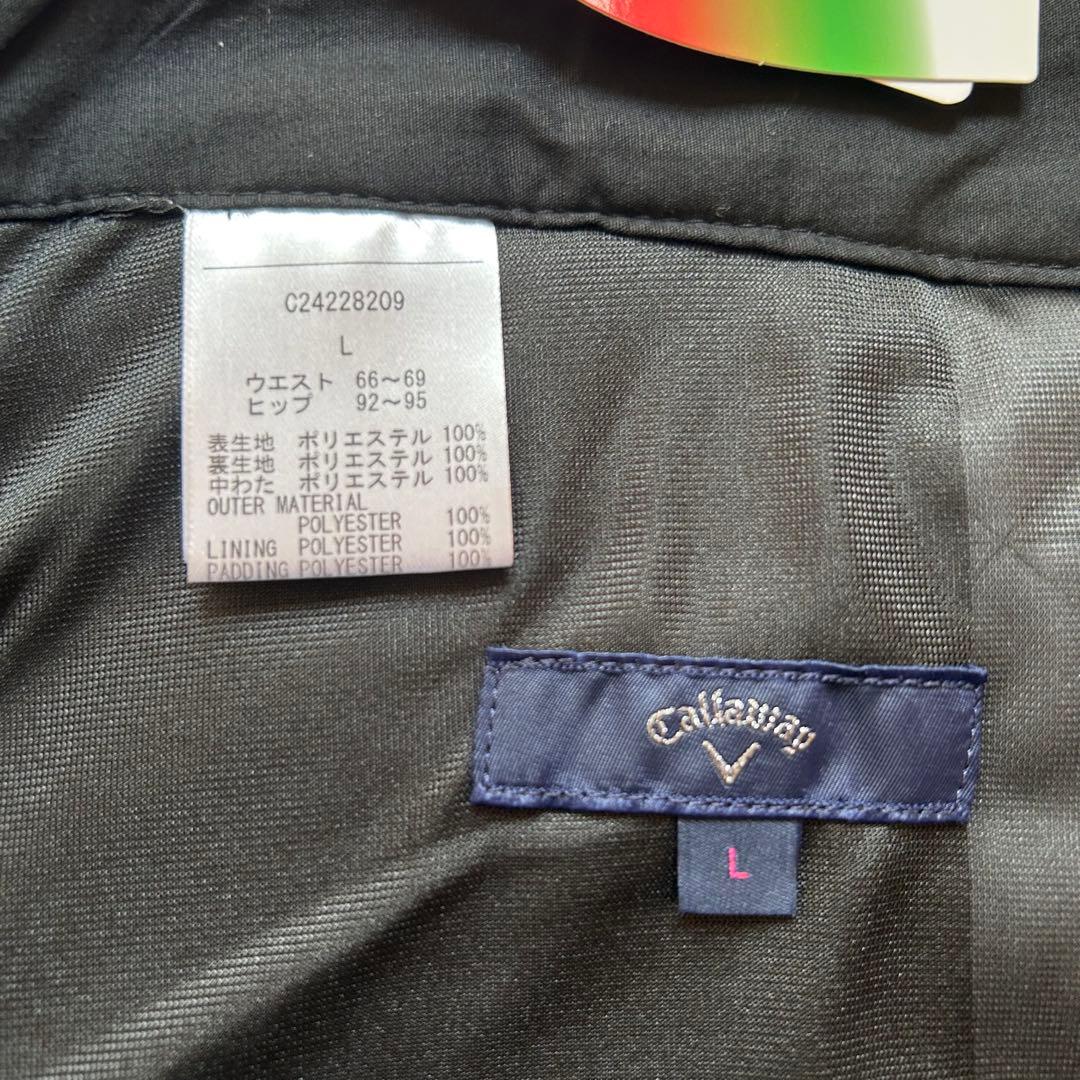 C24228209
L
ウエスト 66～69
ヒップ 92～95
表生地 ポリエステル 100%
裏生地 ポリエステル 100%
中わた ポリエステル 100%
OUTER MATERIAL
POLYESTER 100%
LINING POLYESTER 100%
PADDING POLYESTER 100%
Callaway
L